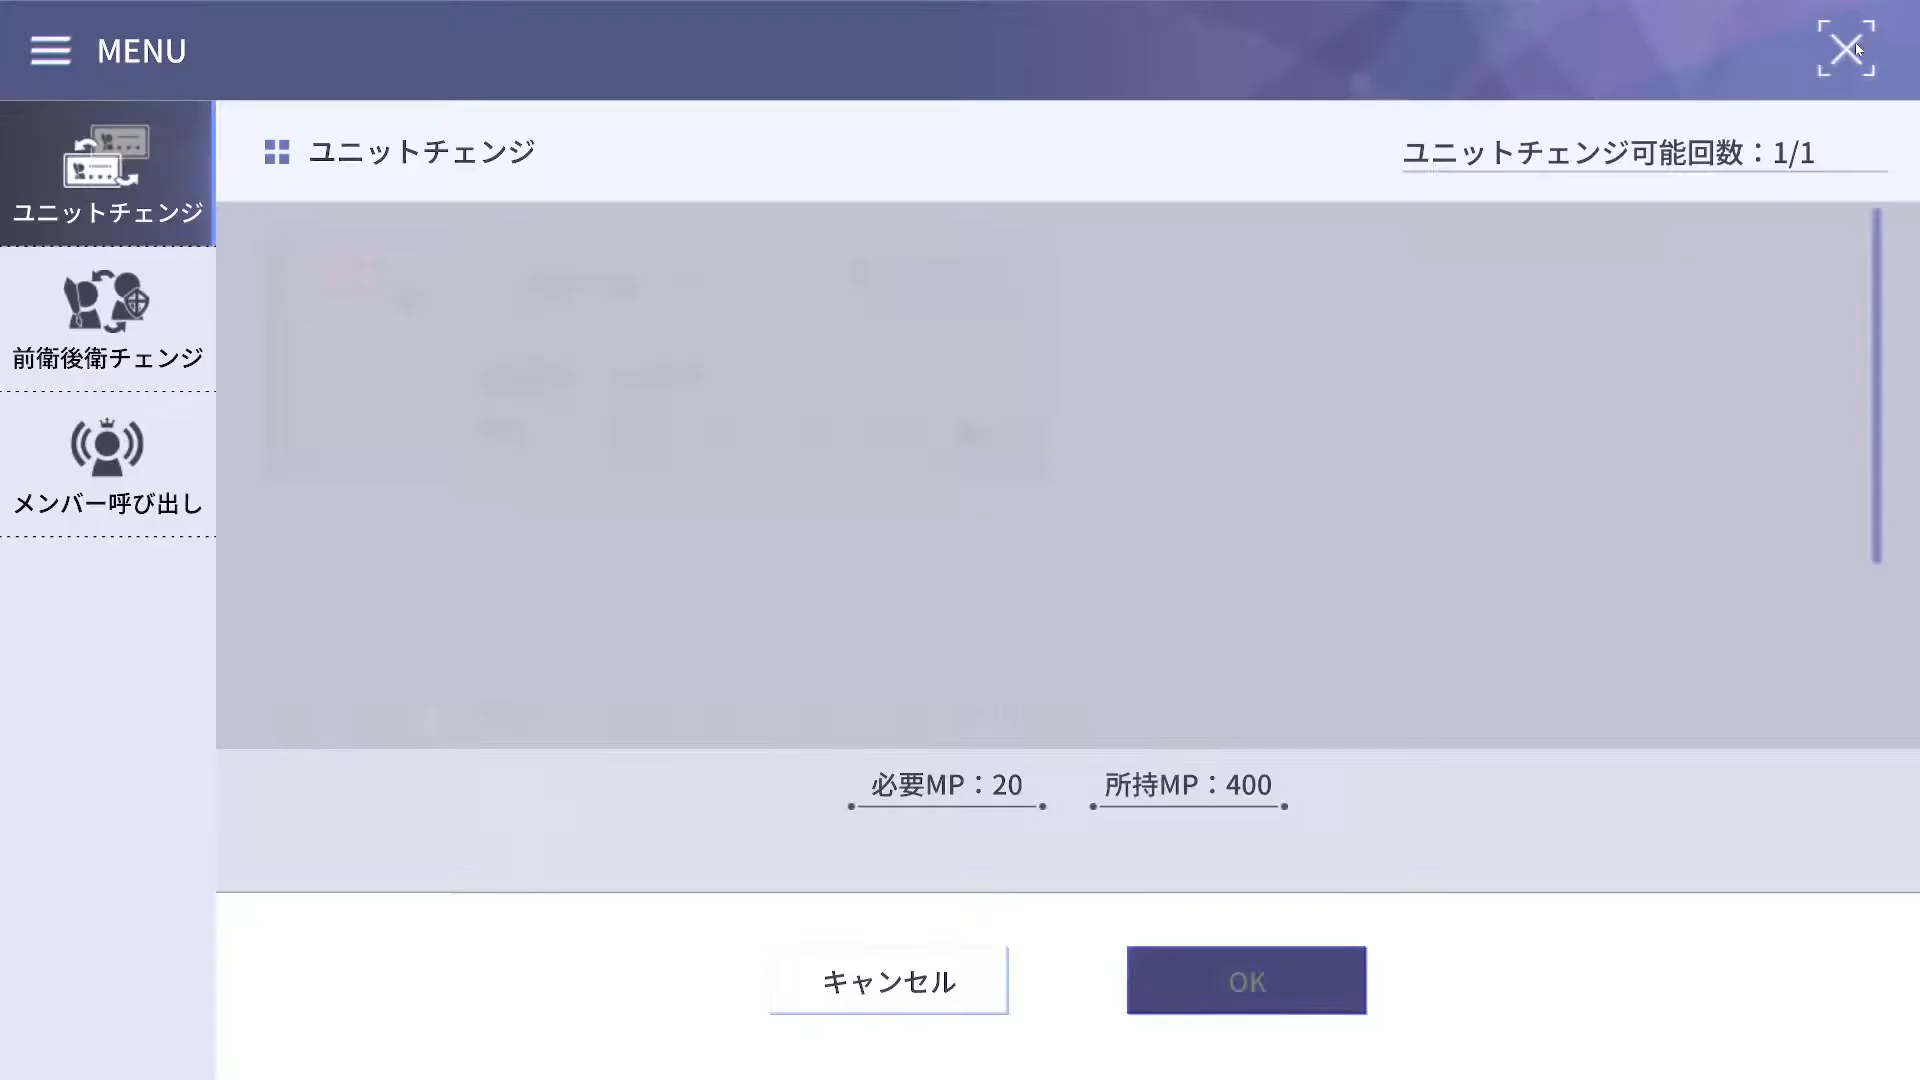 MENU
ユニットチェンジ
ユニットチェンジ可能回数：1/1
ユニットチェンジ
前衛後衛チェンジ
メンバー呼び出し
必要MP：20
所持MP：400
キャンセル
OK